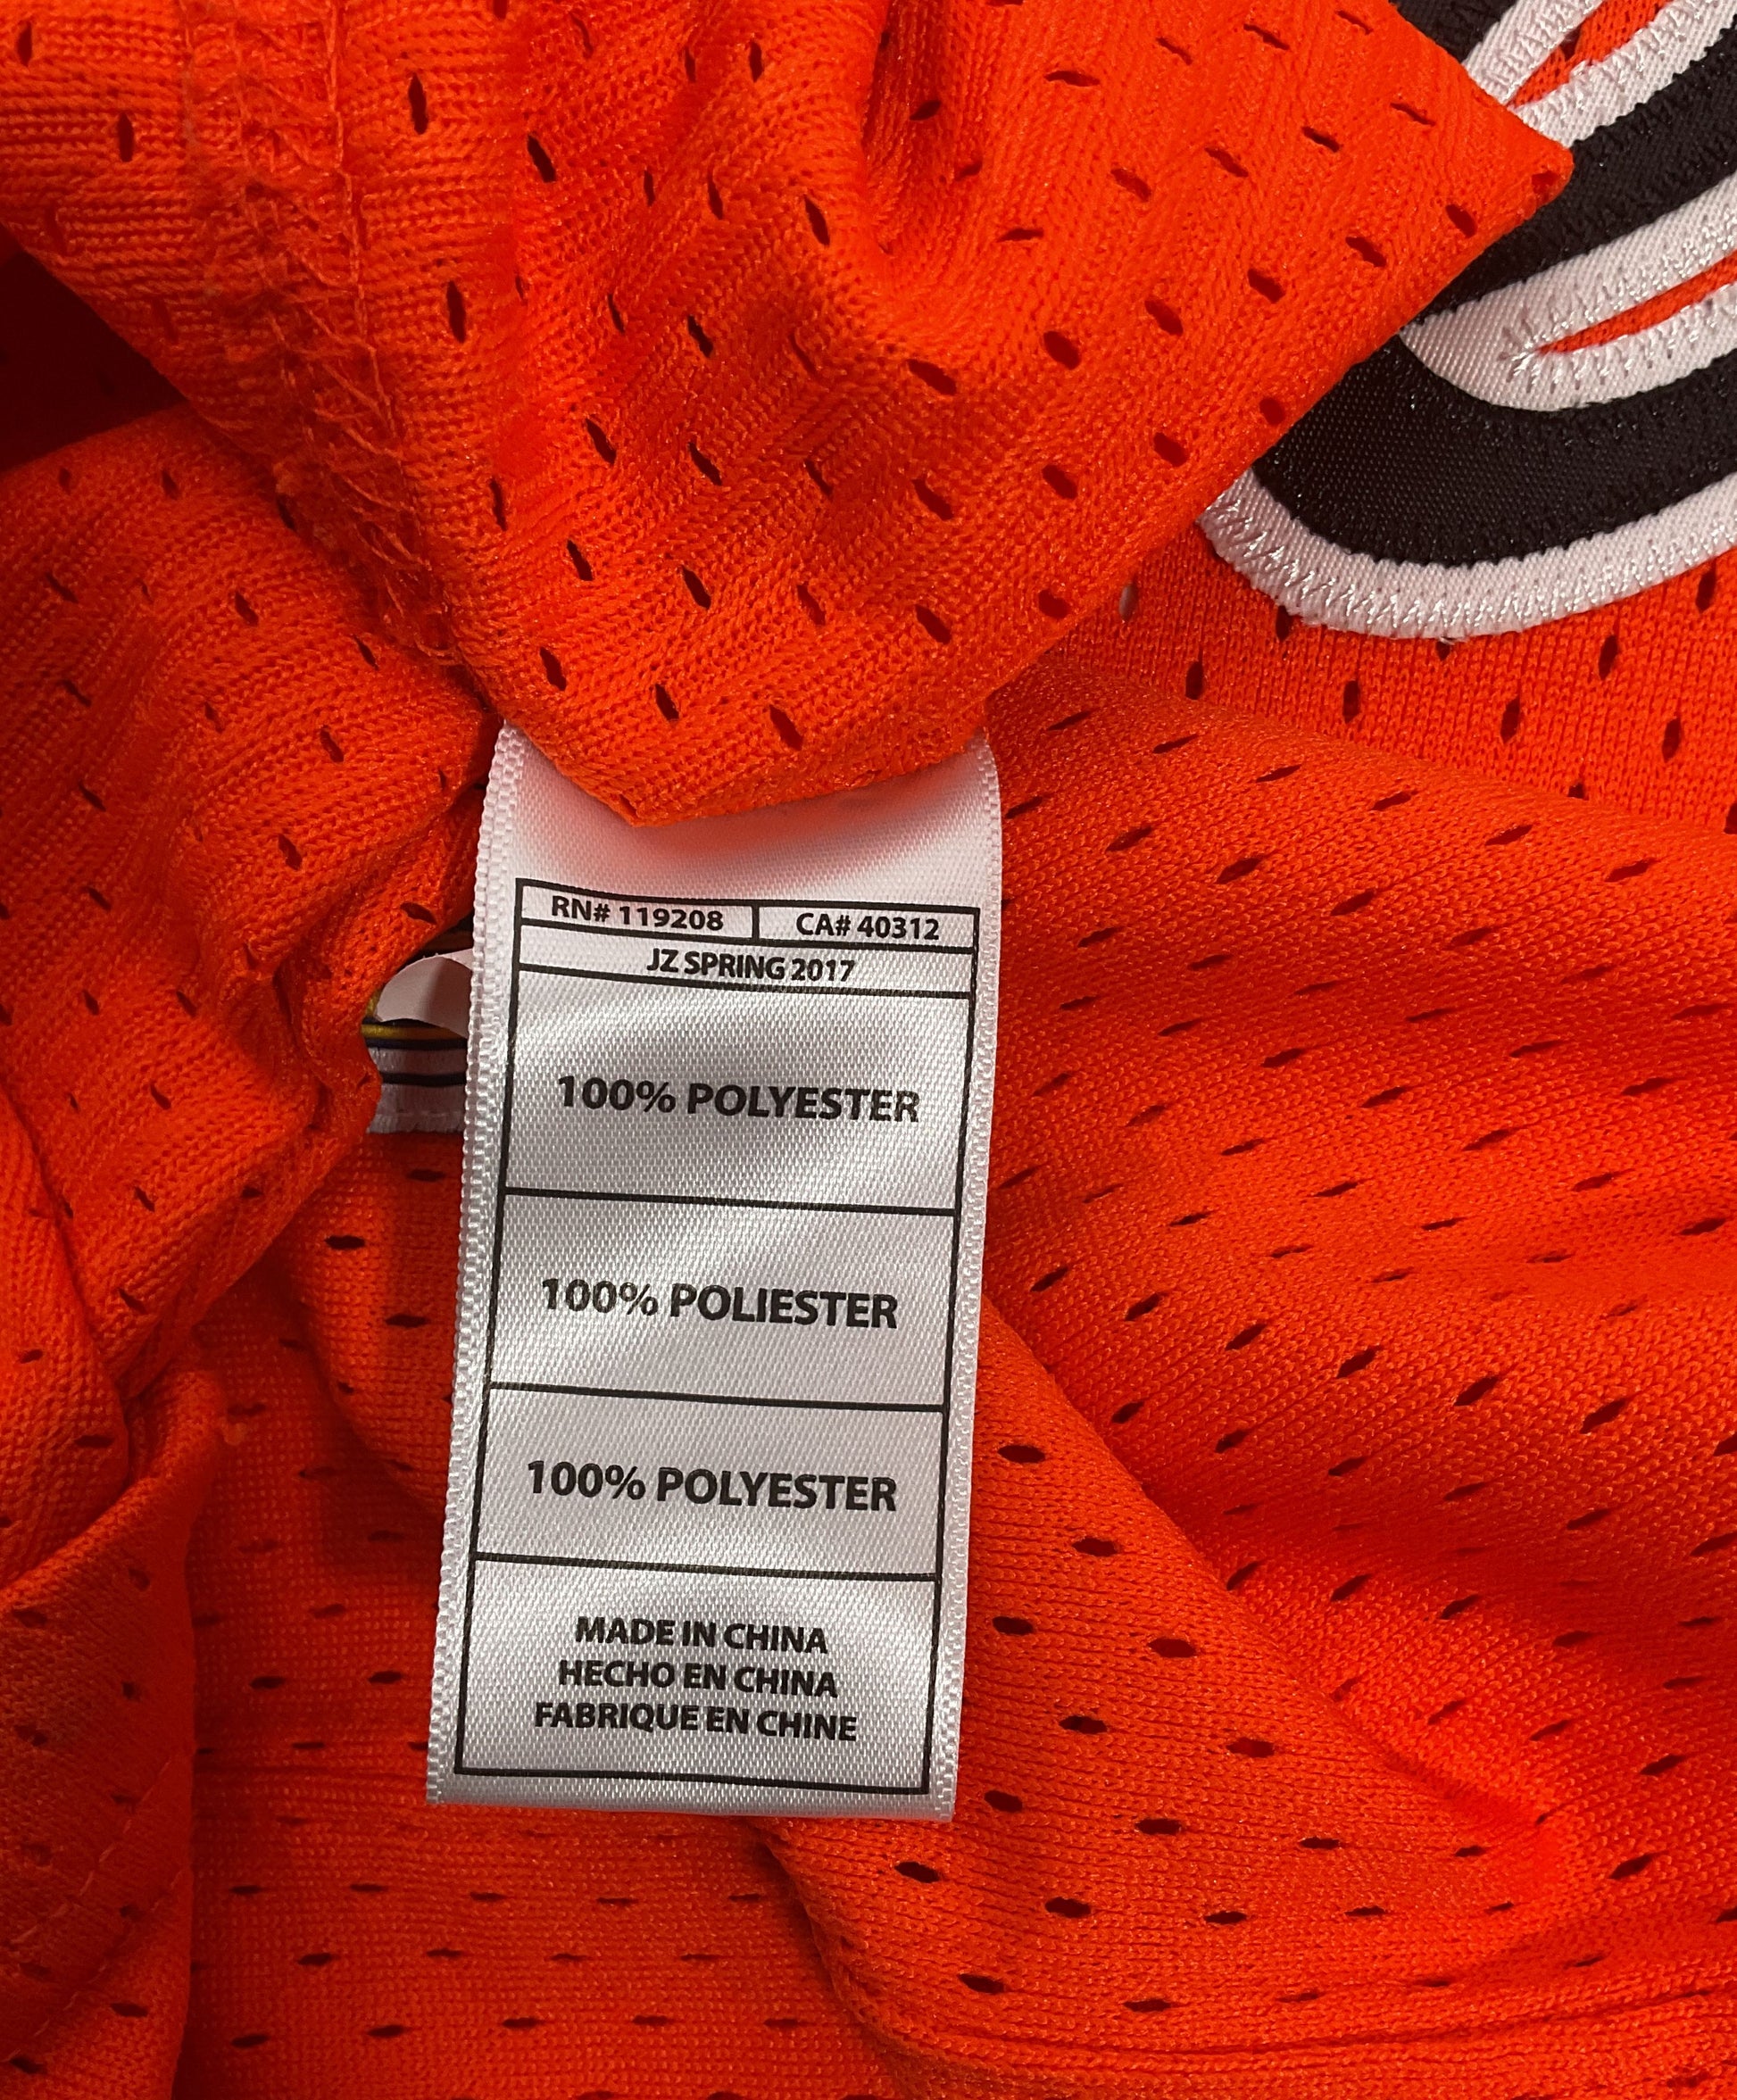 RN# 119208 CA# 40312
JZ SPRING 2017
100% POLYESTER
100% POLIESTER
100% POLYESTER
MADE IN CHINA
HECHO EN CHINA
FABRIQUE EN CHINE